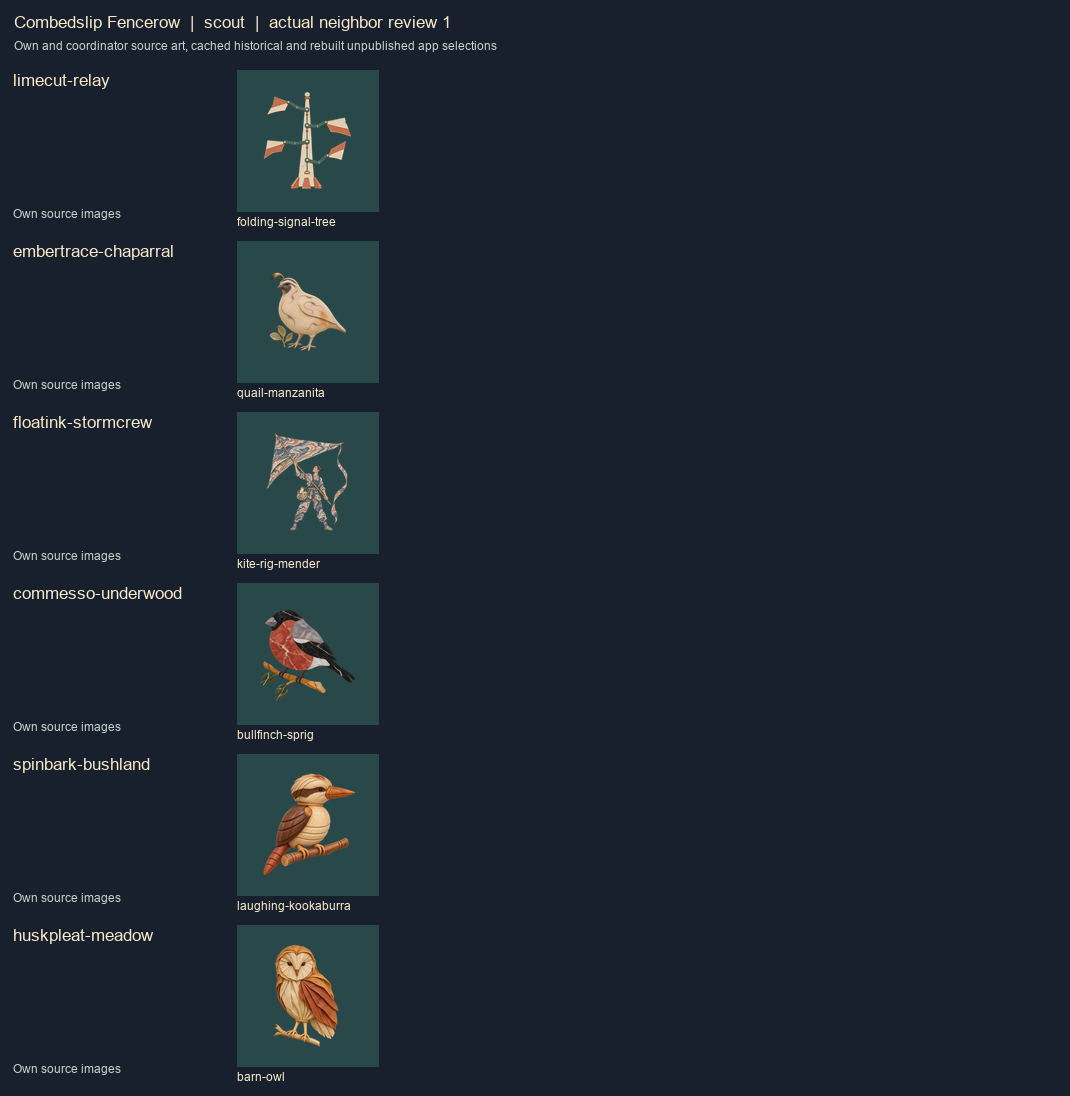 Combedslip Fencerow | scout | actual neighbor review 1
Own and coordinator source art, cached historical and rebuilt unpublished app selections
limecut-relay
Own source images
folding-signal-tree
embertrace-chaparral
Own source images
quail-manzanita
floatink-stormcrew
Own source images
kite-rig-mender
commesso-underwood
Own source images
bullfinch-sprig
spinbark-bushland
Own source images
laughing-kookaburra
huskpleat-meadow
Own source images
barn-owl